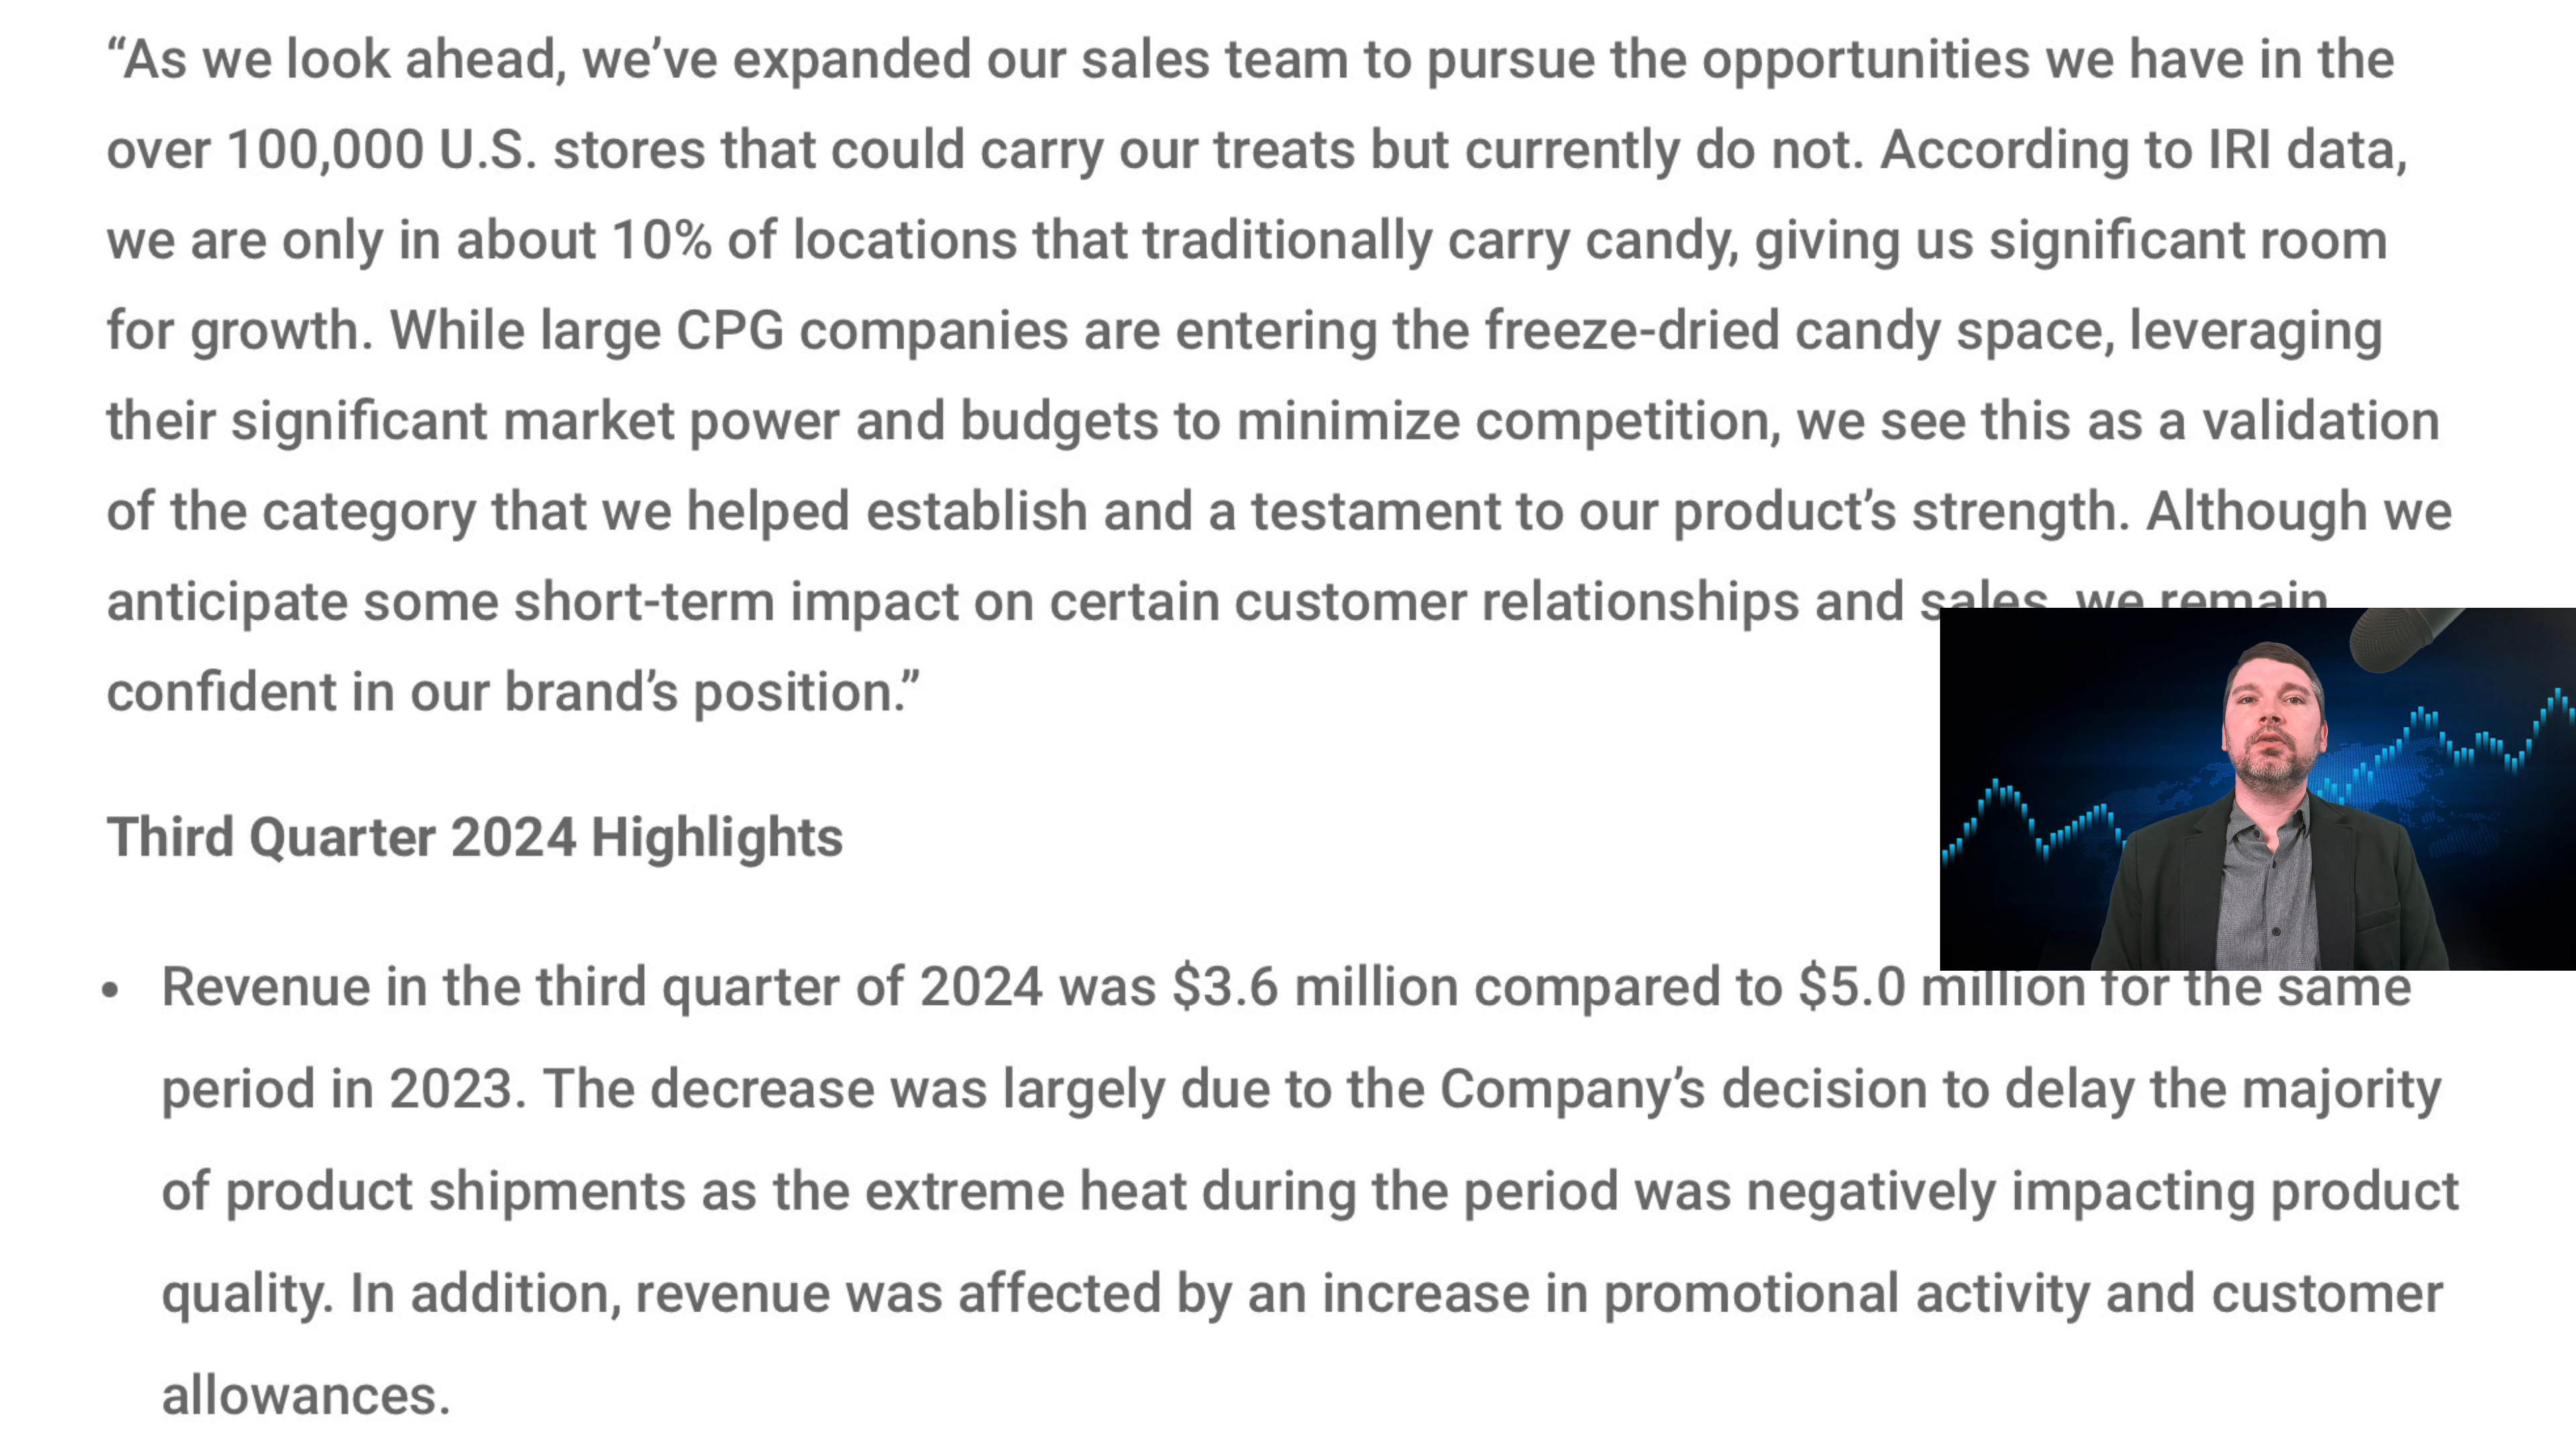 “As we look ahead, we’ve expanded our sales team to pursue the opportunities we have in the
over 100,000 U.S. stores that could carry our treats but currently do not. According to IRI data,
we are only in about 10% of locations that traditionally carry candy, giving us significant room
for growth. While large CPG companies are entering the freeze-dried candy space, leveraging
their significant market power and budgets to minimize competition, we see this as a validation
of the category that we helped establish and a testament to our product’s strength. Although we
anticipate some short-term impact on certain customer relationships and sales, we remain
confident in our brand’s position.”
Third Quarter 2024 Highlights
• Revenue in the third quarter of 2024 was $3.6 million compared to $5.0 million for the same
period in 2023. The decrease was largely due to the Company’s decision to delay the majority
of product shipments as the extreme heat during the period was negatively impacting product
quality. In addition, revenue was affected by an increase in promotional activity and customer
allowances.